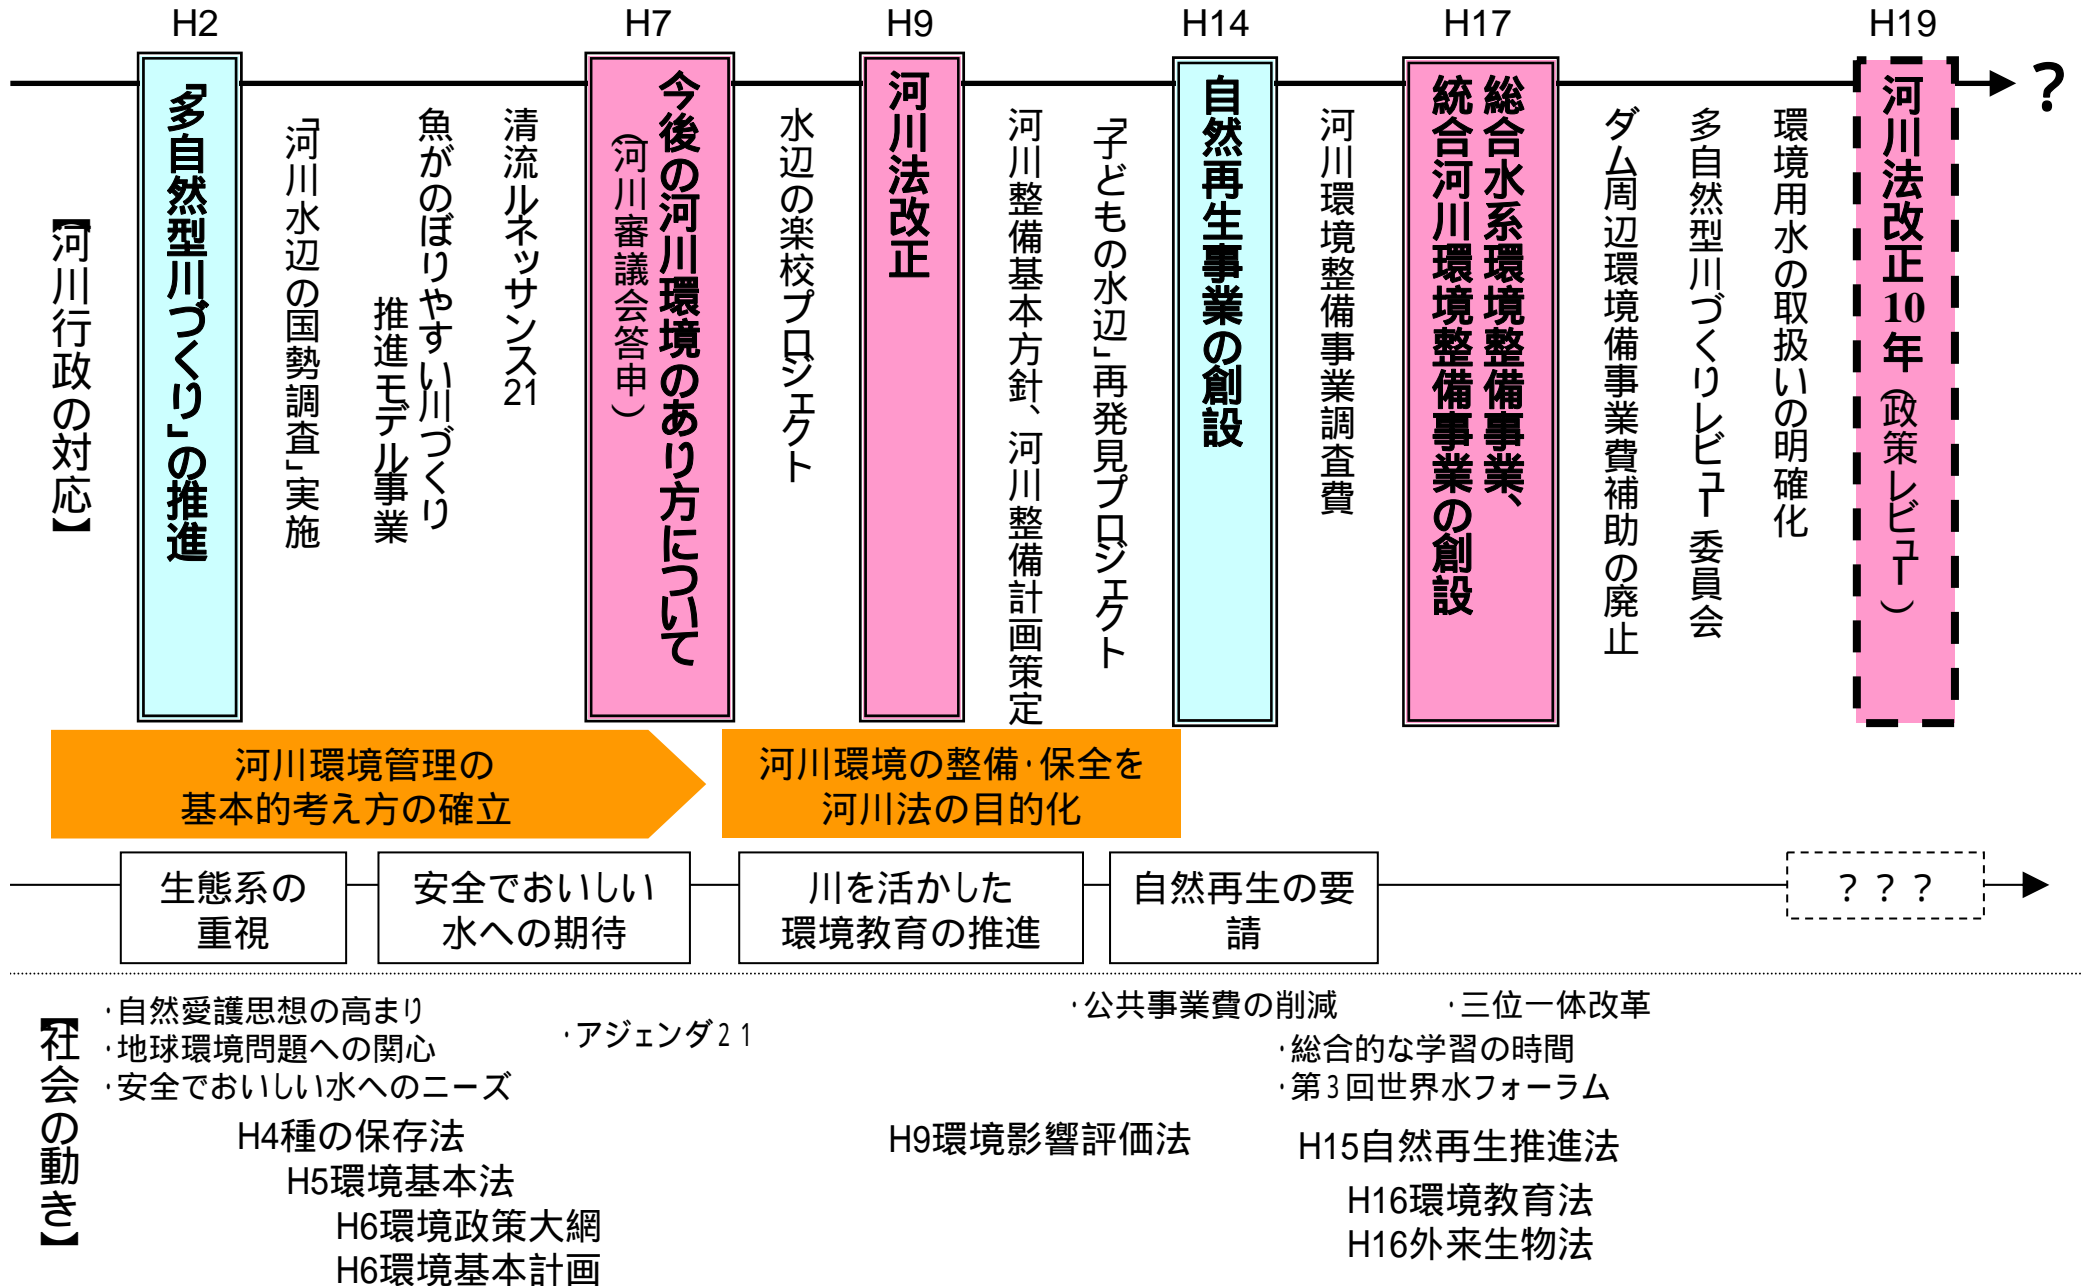 H2
H7
H9
H14
H17
H19
【河川行政の対応】
「多自然型川づくり」の推進
「河川水辺の国勢調査」実施
魚がのぼりやすい川づくり
推進モデル事業
清流ルネッサンス21
今後の河川環境のあり方について
(河川審議会答申)
水辺の楽校プロジェクト
河川法改正
河川整備基本方針、河川整備計画策定
「子どもの水辺」再発見プロジェクト
自然再生事業の創設
河川環境整備事業調査費
総合水系環境整備事業、
統合河川環境整備事業の創設
ダム周辺環境備事業費補助の廃止
多自然型川づくりレビュー委員会
環境用水の取扱いの明確化
河川法改正10年(政策レビュー)
?
河川環境管理の
基本的考え方の確立
河川環境の整備・保全を
河川法の目的化
生態系の
重視
安全でおいしい
水への期待
川を活かした
環境教育の推進
自然再生の要
請
???
【社会の動き】
・自然愛護思想の高まり
・地球環境問題への関心
・安全でおいしい水へのニーズ
・アジェンダ21
・公共事業費の削減
・三位一体改革
・総合的な学習の時間
・第3回世界水フォーラム
H4種の保存法
H5環境基本法
H6環境政策大綱
H6環境基本計画
H9環境影響評価法
H15自然再生推進法
H16環境教育法
H16外来生物法